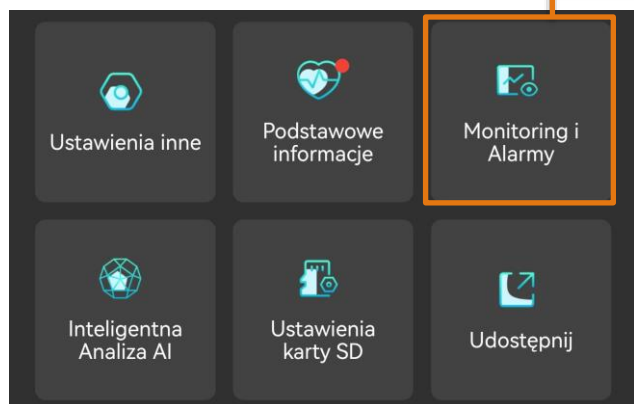 Ustawienia inne
Podstawowe
informacje
Monitoring i
Alarmy
Inteligentna
Analiza AI
Ustawienia
karty SD
Udostępnij